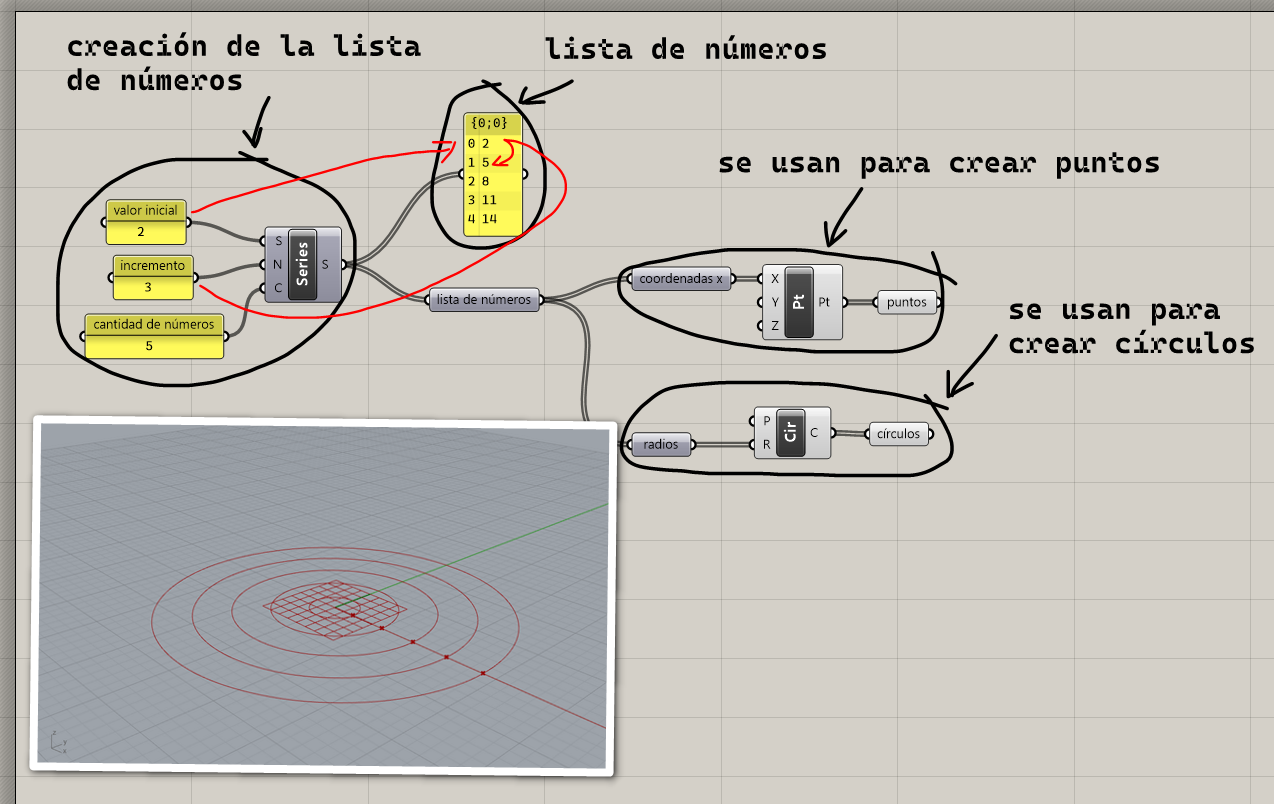 creación de la lista
de números
lista de números
se usan para crear puntos
se usan para
crear círculos
valor inicial
2
incremento
3
cantidad de números
5
S
N
C
Series
S
{0;0}
0 2
1 5
2 8
3 11
4 14
lista de números
coordenadas x
X
Y
Z
Pt
Pt
puntos
radios
P
R
Cir
C
círculos
z
y
x